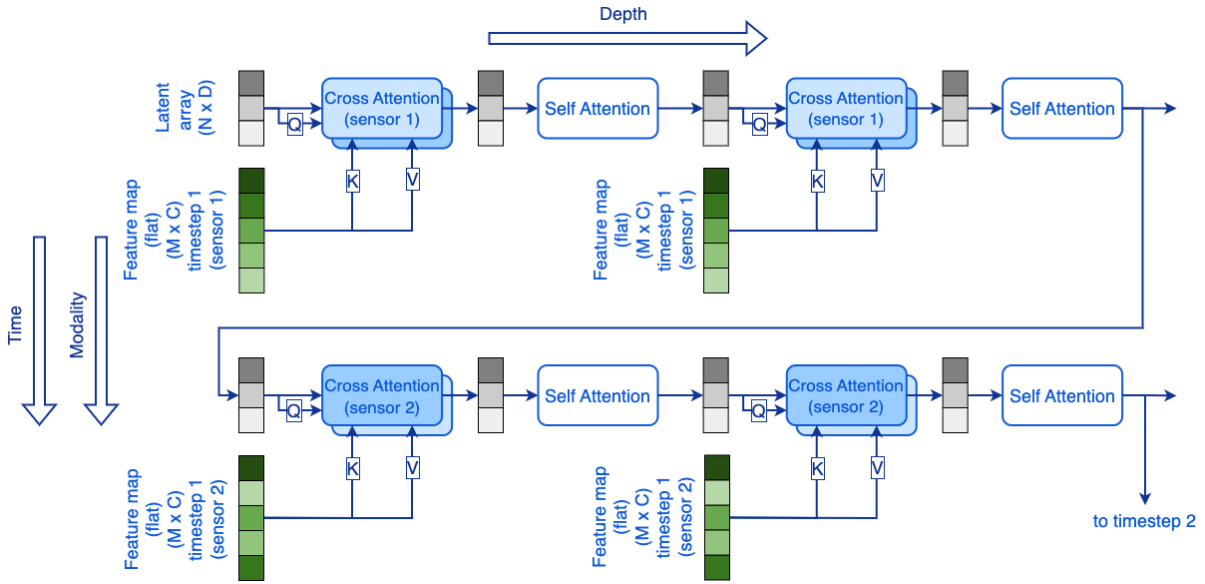 Depth
Latent
array
(N x D)
Q
Cross Attention
(sensor 1)
Self Attention
Q
Cross Attention
(sensor 1)
Self Attention
Feature map
(flat)
(M x C)
timestep 1
(sensor 1)
K
V
Feature map
(flat)
(M x C)
timestep 1
(sensor 1)
K
V
Time
Modality
Q
Cross Attention
(sensor 2)
Self Attention
Q
Cross Attention
(sensor 2)
Self Attention
Feature map
(flat)
(M x C)
timestep 1
(sensor 2)
K
V
Feature map
(flat)
(M x C)
timestep 1
(sensor 2)
K
V
to timestep 2